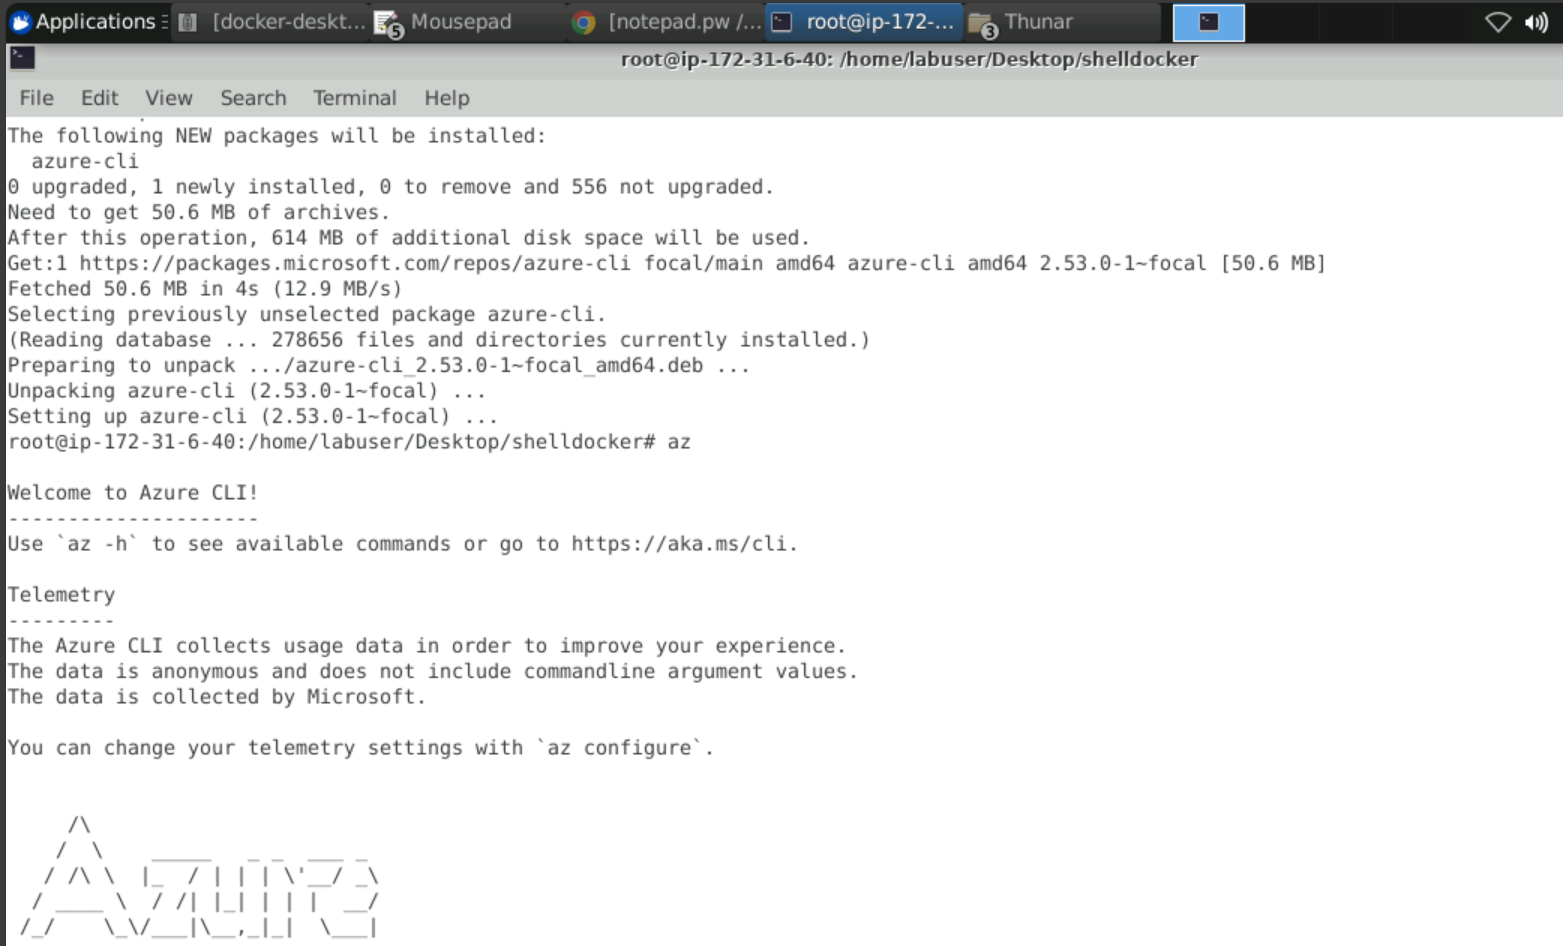 Applications
[docker-deskt...
5
Mousepad
[notepad.pw /...
root@ip-172-...
3
Thunar
root@ip-172-31-6-40: /home/labuser/Desktop/shelldocker
File Edit View Search Terminal Help
The following NEW packages will be installed:
  azure-cli
0 upgraded, 1 newly installed, 0 to remove and 556 not upgraded.
Need to get 50.6 MB of archives.
After this operation, 614 MB of additional disk space will be used.
Get:1 https://packages.microsoft.com/repos/azure-cli focal/main amd64 azure-cli amd64 2.53.0-1~focal [50.6 MB]
Fetched 50.6 MB in 4s (12.9 MB/s)
Selecting previously unselected package azure-cli.
(Reading database ... 278656 files and directories currently installed.)
Preparing to unpack .../azure-cli_2.53.0-1~focal_amd64.deb ...
Unpacking azure-cli (2.53.0-1~focal) ...
Setting up azure-cli (2.53.0-1~focal) ...
root@ip-172-31-6-40:/home/labuser/Desktop/shelldocker# az
Welcome to Azure CLI!
---------------------
Use `az -h` to see available commands or go to https://aka.ms/cli.
Telemetry
---------
The Azure CLI collects usage data in order to improve your experience.
The data is anonymous and does not include commandline argument values.
The data is collected by Microsoft.
You can change your telemetry settings with `az configure`.
     /\
    /  \    _____   _ _  ___ _
   / /\ \  |_  / | | | \'__/ _\
  / ____ \  / /| |_| | | |  __/
 /_/    \_\/___|\__,_|_|  \___|